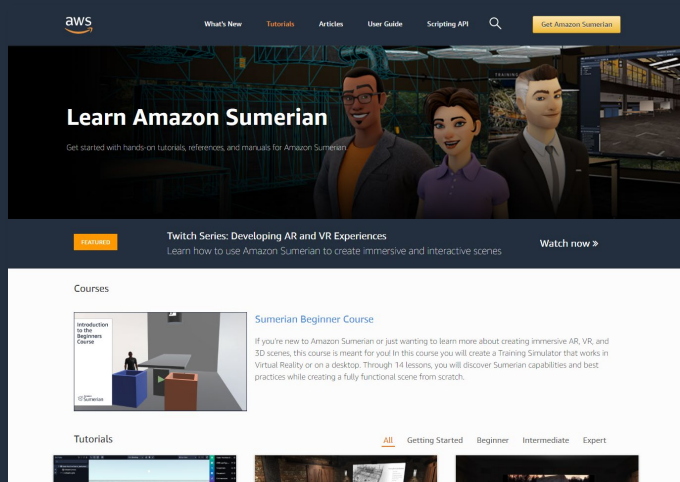 aws
What's New
Tutorials
Articles
User Guide
Scripting API
Get Amazon Sumerian
TRAINING
Learn Amazon Sumerian
Get started with hands-on tutorials, references, and manuals for Amazon Sumerian.
FEATURED
Twitch Series: Developing AR and VR Experiences
Learn how to use Amazon Sumerian to create immersive and interactive scenes
Watch now »
Courses
Introduction
to the
Beginners
Course
Sumerian
Sumerian Beginner Course
If you're new to Amazon Sumerian or just wanting to learn more about creating immersive AR, VR, and
3D scenes, this course is meant for you! In this course you will create a Training Simulator that works in
Virtual Reality or on a desktop. Through 14 lessons, you will discover Sumerian capabilities and best
practices while creating a fully functional scene from scratch.
Tutorials
All
Getting Started
Beginner
Intermediate
Expert